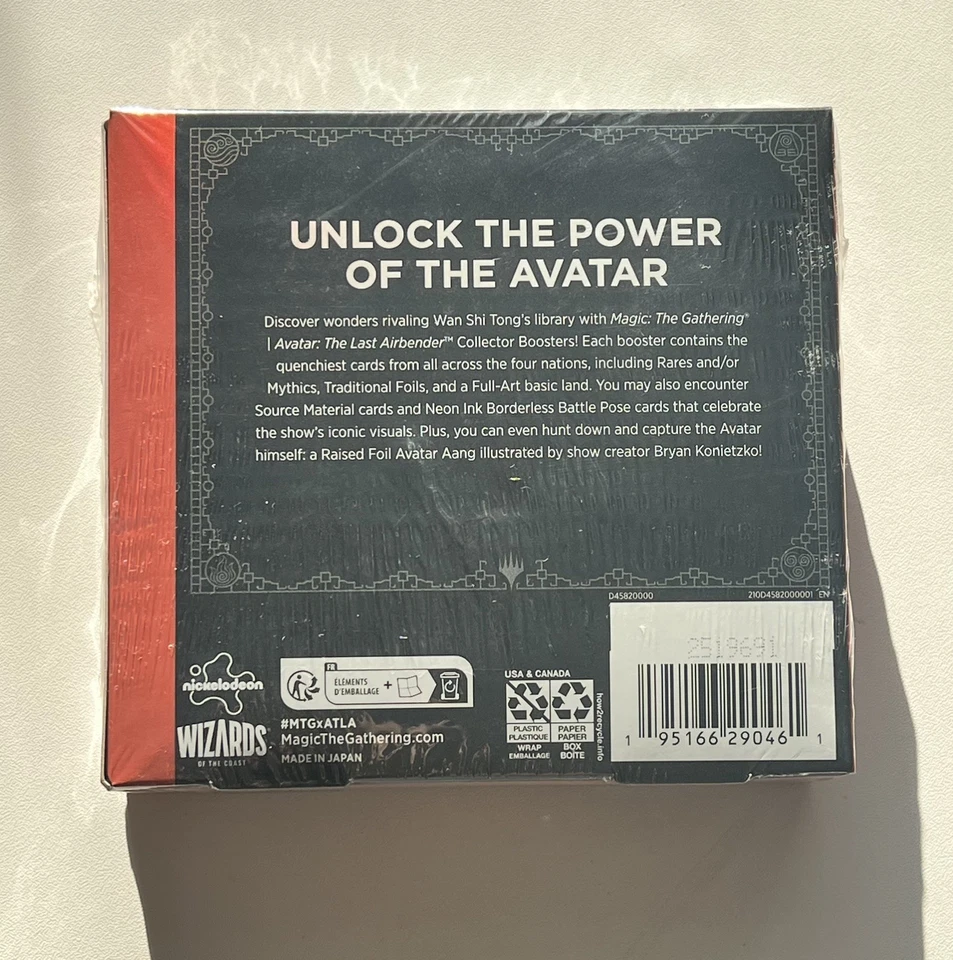 UNLOCK THE POWER
OF THE AVATAR
Discover wonders rivaling Wan Shi Tong's library with Magic: The Gathering®
| Avatar: The Last Airbender™ Collector Boosters! Each booster contains the
quenchiest cards from all across the four nations, including Rares and/or
Mythics, Traditional Foils, and a Full-Art basic land. You may also encounter
Source Material cards and Neon Ink Borderless Battle Pose cards that celebrate
the show's iconic visuals. Plus, you can even hunt down and capture the Avatar
himself: a Raised Foil Avatar Aang illustrated by show creator Bryan Konietzko!
D45820000
210D4582000001 EN
2519691
1 95166 29046 1
nickelodeon
WIZARDS
OF THE COAST
FR
ÉLÉMENTS
D'EMBALLAGE
+
#MTGxATLA
MagicTheGathering.com
MADE IN JAPAN
USA & CANADA
PLASTIC
PLASTIQUE
WRAP
EMBALLAGE
PAPER
PAPIER
BOX
BOÎTE
how2recycle.info